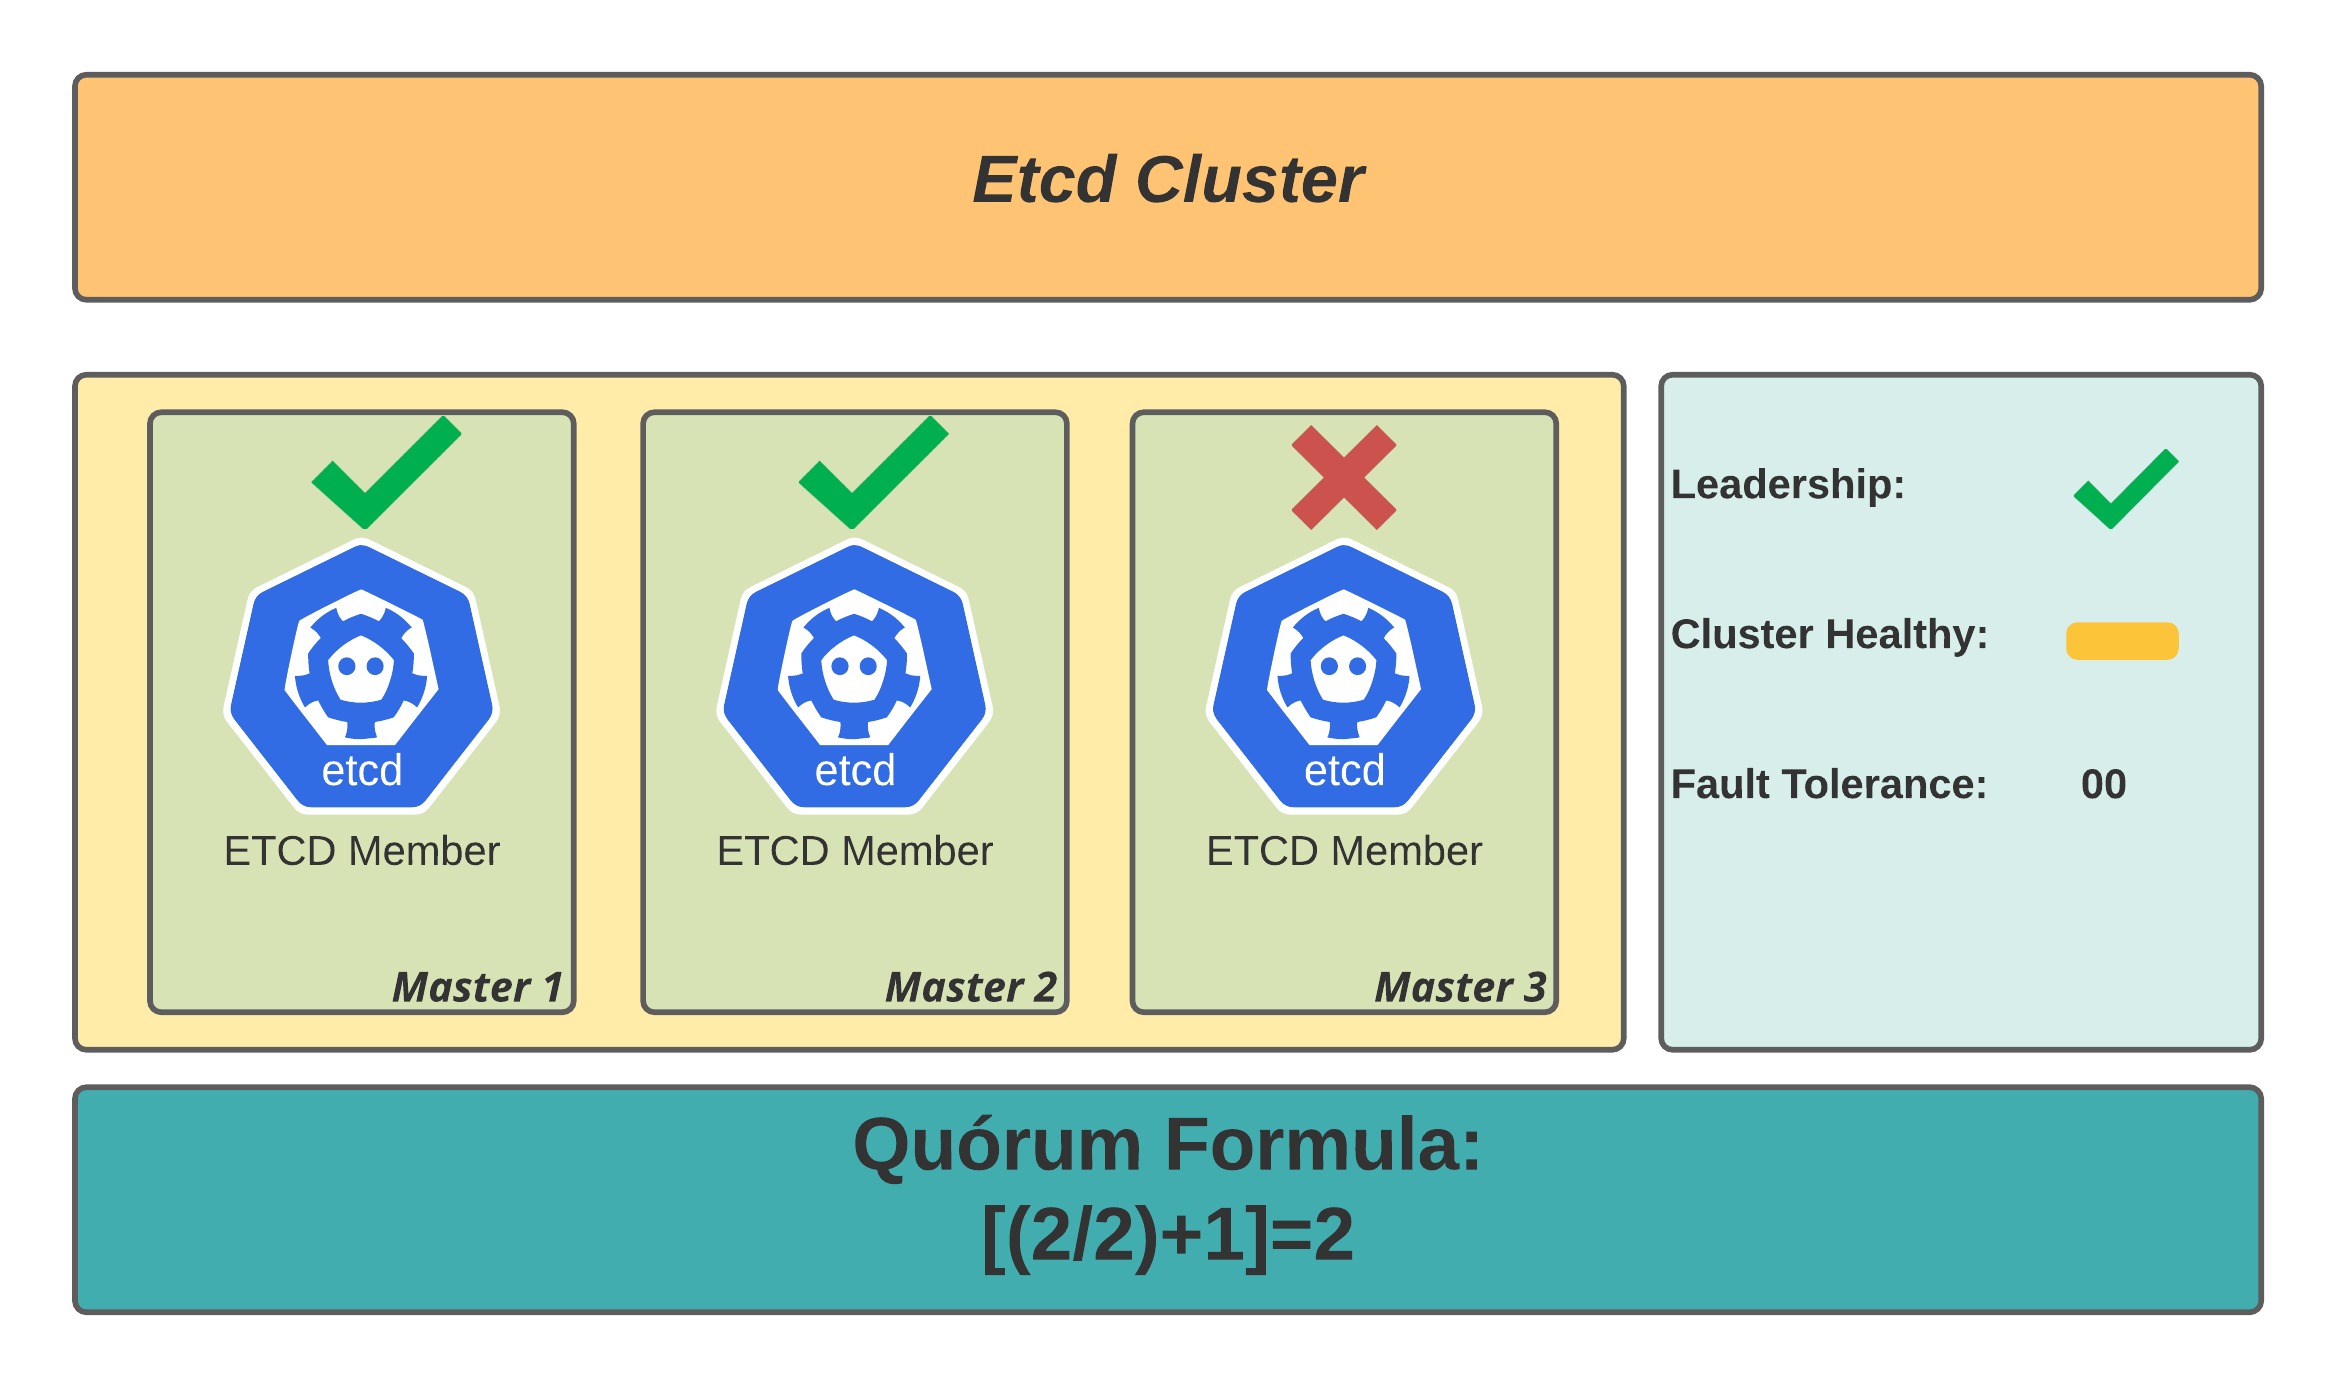 Etcd Cluster
etcd
ETCD Member
Master 1
etcd
ETCD Member
Master 2
etcd
ETCD Member
Master 3
Leadership:
Cluster Healthy:
Fault Tolerance: 00
Quórum Formula:
[(2/2)+1]=2